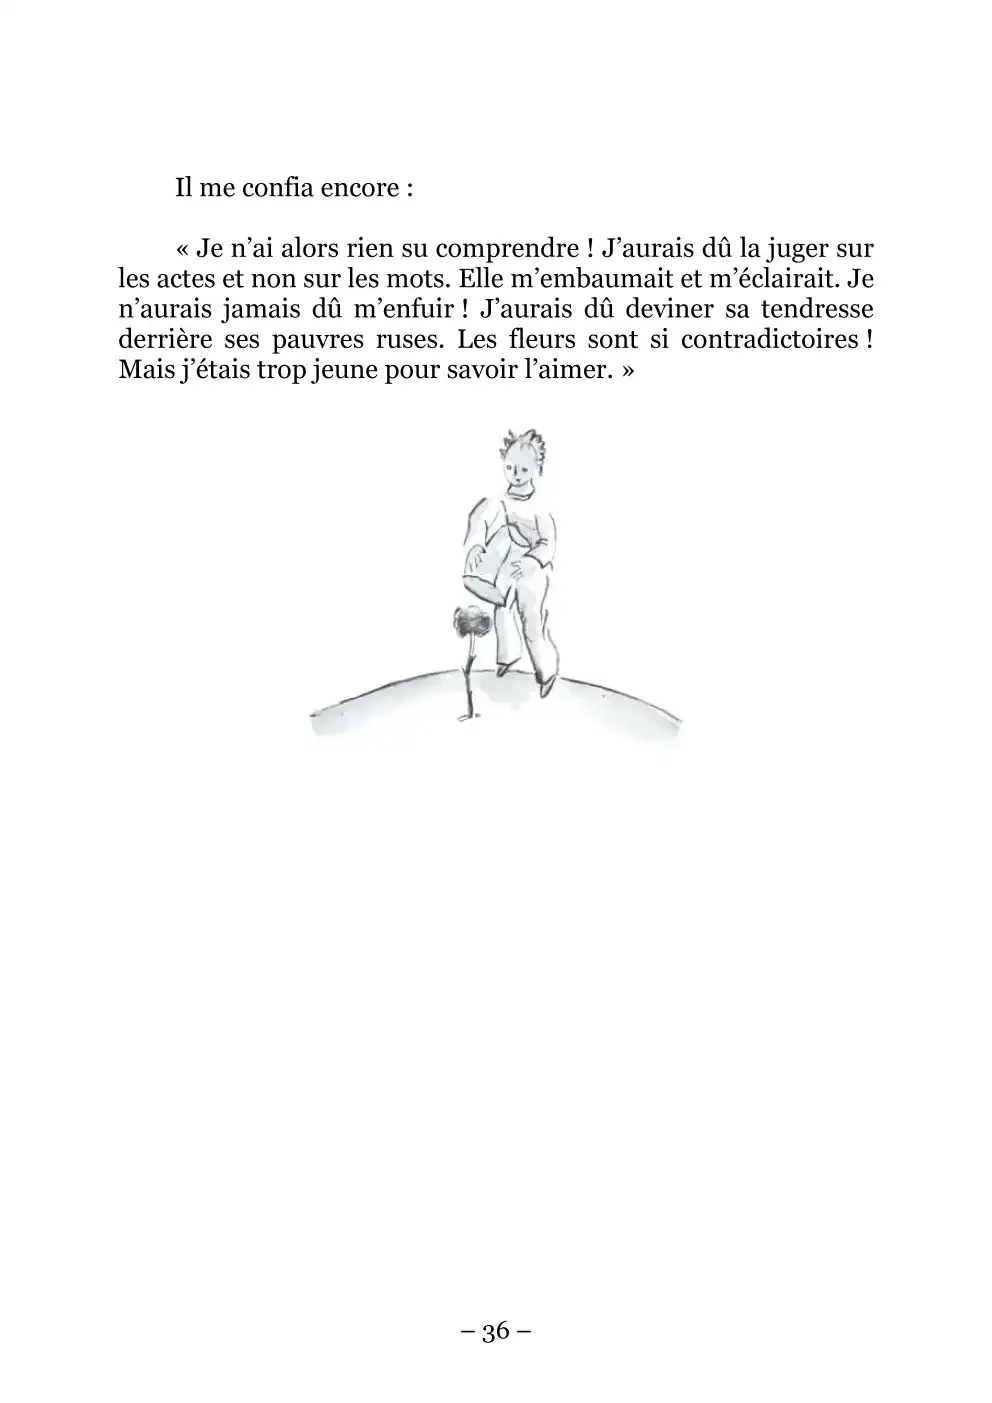 Il me confia encore :
« Je n’ai alors rien su comprendre ! J’aurais dû la juger sur
les actes et non sur les mots. Elle m’embaumait et m’éclairait. Je
n’aurais jamais dû m’enfuir ! J’aurais dû deviner sa tendresse
derrière ses pauvres ruses. Les fleurs sont si contradictoires !
Mais j’étais trop jeune pour savoir l’aimer. »
– 36 –